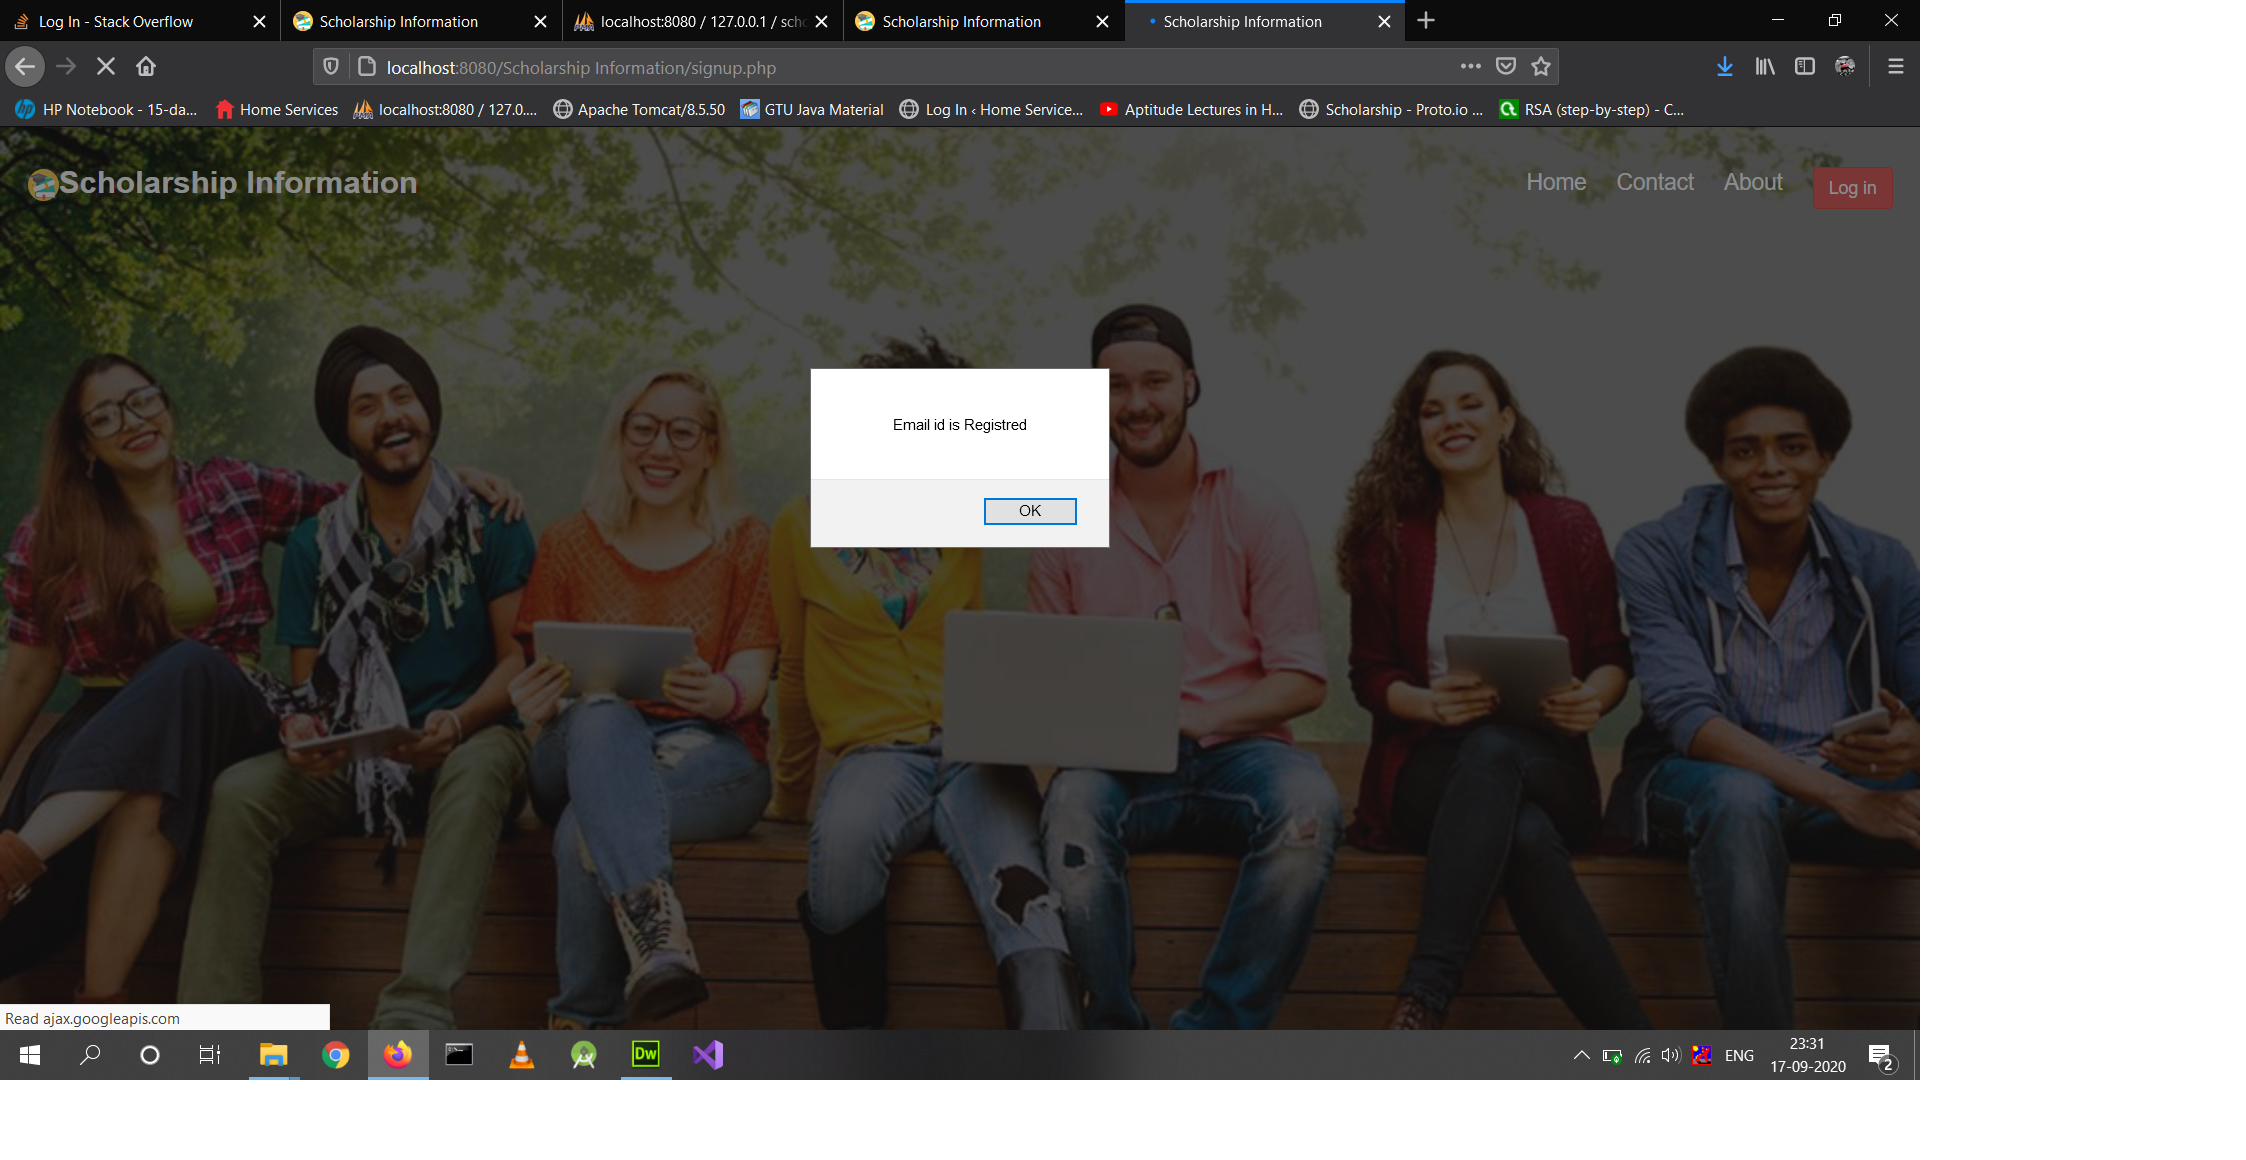 Log In - Stack Overflow
Scholarship Information
localhost:8080 / 127.0.0.1 / scho
Scholarship Information
Scholarship Information
localhost:8080/Scholarship Information/signup.php
HP Notebook - 15-da...
Home Services
localhost:8080 / 127.0....
Apache Tomcat/8.5.50
GTU Java Material
Log In ‹ Home Service...
Aptitude Lectures in H...
Scholarship - Proto.io ...
RSA (step-by-step) - C...
Scholarship Information
Home
Contact
About
Log in
Email id is Registred
OK
Read ajax.googleapis.com
Dw
ENG
23:31
17-09-2020
2